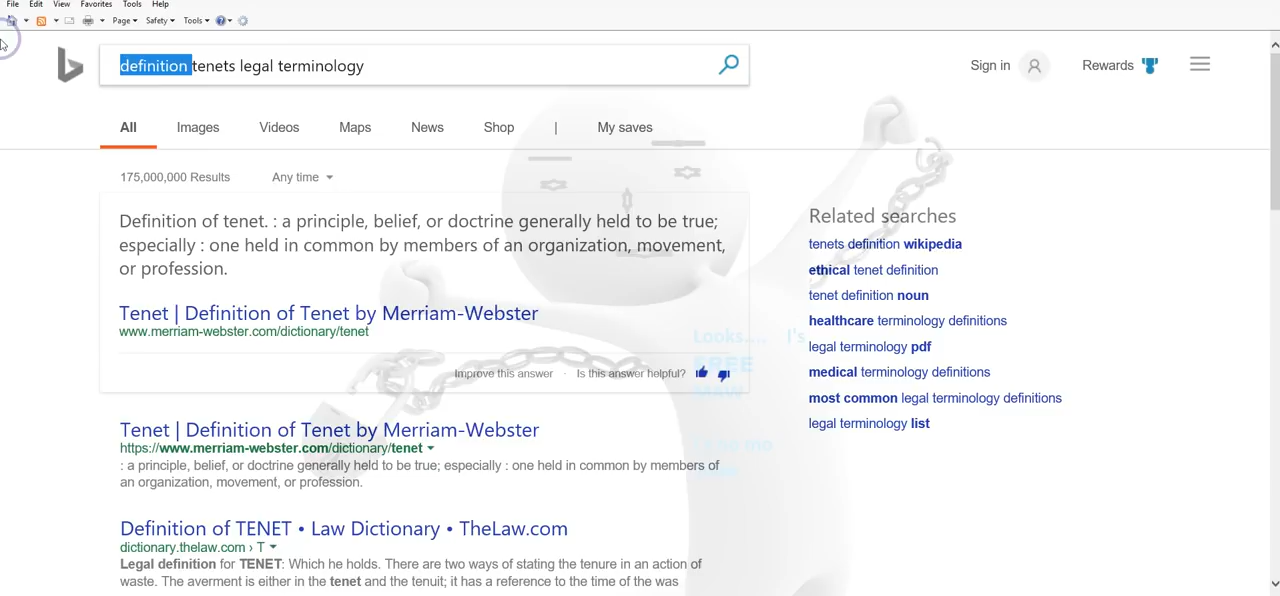 File Edit View Favorites Tools Help
Page Safety Tools
definition tenets legal terminology
Sign in
Rewards
All Images Videos Maps News Shop | My saves
175,000,000 Results Any time
Definition of tenet. : a principle, belief, or doctrine generally held to be true;
especially : one held in common by members of an organization, movement,
or profession.
Tenet | Definition of Tenet by Merriam-Webster
www.merriam-webster.com/dictionary/tenet
Improve this answer · Is this answer helpful?
Tenet | Definition of Tenet by Merriam-Webster
https://www.merriam-webster.com/dictionary/tenet
: a principle, belief, or doctrine generally held to be true; especially : one held in common by members of
an organization, movement, or profession.
Definition of TENET • Law Dictionary • TheLaw.com
dictionary.thelaw.com › T
Legal definition for TENET: Which he holds. There are two ways of stating the tenure in an action of
waste. The averment is either in the tenet and the tenuit; it has a reference to the time of the was
Related searches
tenets definition wikipedia
ethical tenet definition
tenet definition noun
healthcare terminology definitions
legal terminology pdf
medical terminology definitions
most common legal terminology definitions
legal terminology list
Looks.... I's
FREE